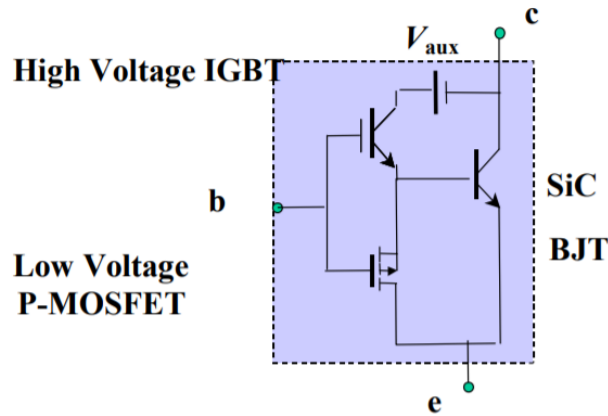 c
Vaux
High Voltage IGBT
b
SiC
BJT
Low Voltage
P-MOSFET
e